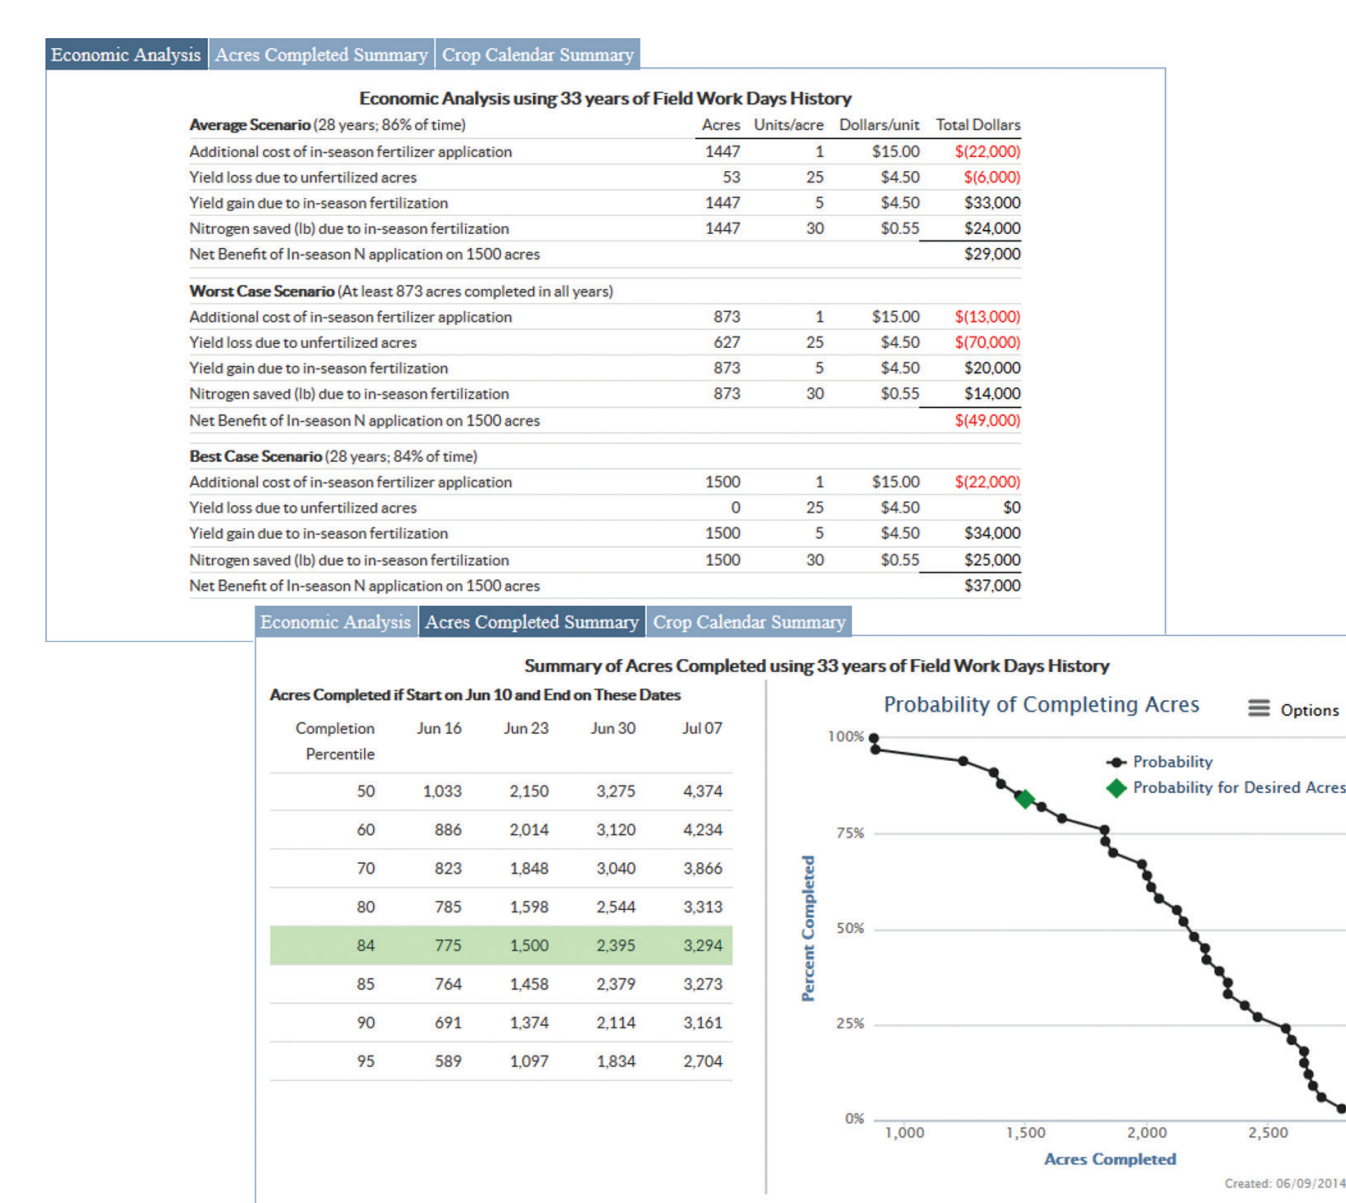 Economic Analysis Acres Completed Summary Crop Calendar Summary
Economic Analysis using 33 years of Field Work Days History
Average Scenario (28 years; 86% of time) Acres Units/acre Dollars/unit Total Dollars
Additional cost of in-season fertilizer application 1447 1 $15.00 $(22,000)
Yield loss due to unfertilized acres 53 25 $4.50 $(6,000)
Yield gain due to in-season fertilization 1447 5 $4.50 $33,000
Nitrogen saved (lb) due to in-season fertilization 1447 30 $0.55 $24,000
Net Benefit of In-season N application on 1500 acres $29,000
Worst Case Scenario (At least 873 acres completed in all years)
Additional cost of in-season fertilizer application 873 1 $15.00 $(13,000)
Yield loss due to unfertilized acres 627 25 $4.50 $(70,000)
Yield gain due to in-season fertilization 873 5 $4.50 $20,000
Nitrogen saved (lb) due to in-season fertilization 873 30 $0.55 $14,000
Net Benefit of In-season N application on 1500 acres $(49,000)
Best Case Scenario (28 years; 84% of time)
Additional cost of in-season fertilizer application 1500 1 $15.00 $(22,000)
Yield loss due to unfertilized acres 0 25 $4.50 $0
Yield gain due to in-season fertilization 1500 5 $4.50 $34,000
Nitrogen saved (lb) due to in-season fertilization 1500 30 $0.55 $25,000
Net Benefit of In-season N application on 1500 acres $37,000
Economic Analysis Acres Completed Summary Crop Calendar Summary
Summary of Acres Completed using 33 years of Field Work Days History
Acres Completed if Start on Jun 10 and End on These Dates
Completion Jun 16 Jun 23 Jun 30 Jul 07
Percentile
50 1,033 2,150 3,275 4,374
60 886 2,014 3,120 4,234
70 823 1,848 3,040 3,866
80 785 1,598 2,544 3,313
84 775 1,500 2,395 3,294
85 764 1,458 2,379 3,273
90 691 1,374 2,114 3,161
95 589 1,097 1,834 2,704
Probability of Completing Acres
Options
Probability
Probability for Desired Acres
Percent Completed
100%
75%
50%
25%
0%
1,000 1,500 2,000 2,500
Acres Completed
Created: 06/09/2014